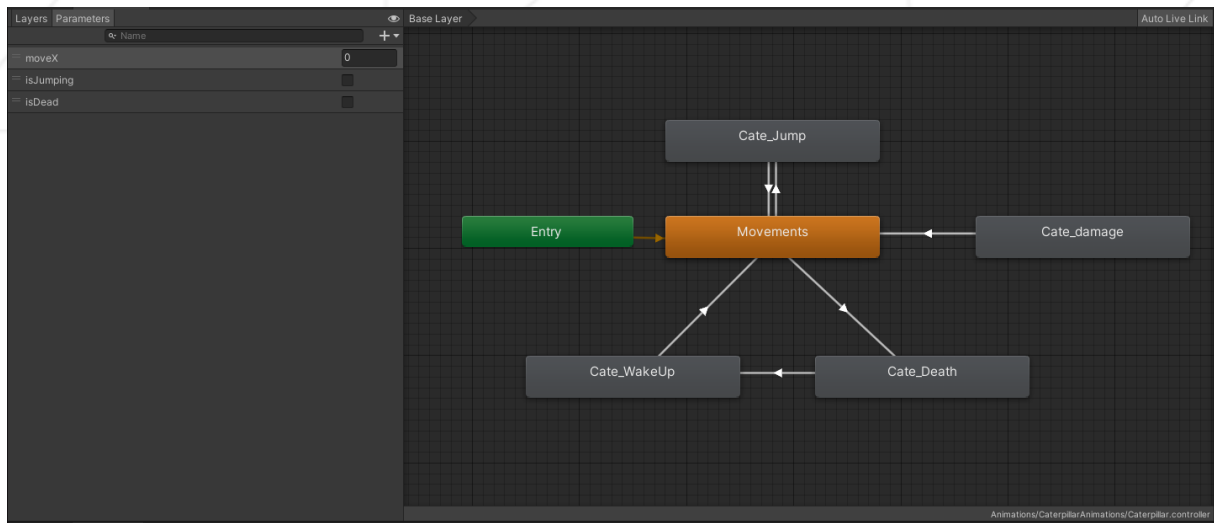 Layers Parameters
Base Layer
Auto Live Link
Name
moveX 0
isJumping
isDead
Cate_Jump
Entry
Movements
Cate_damage
Cate_WakeUp
Cate_Death
Animations/CaterpillarAnimations/Caterpillar.controller